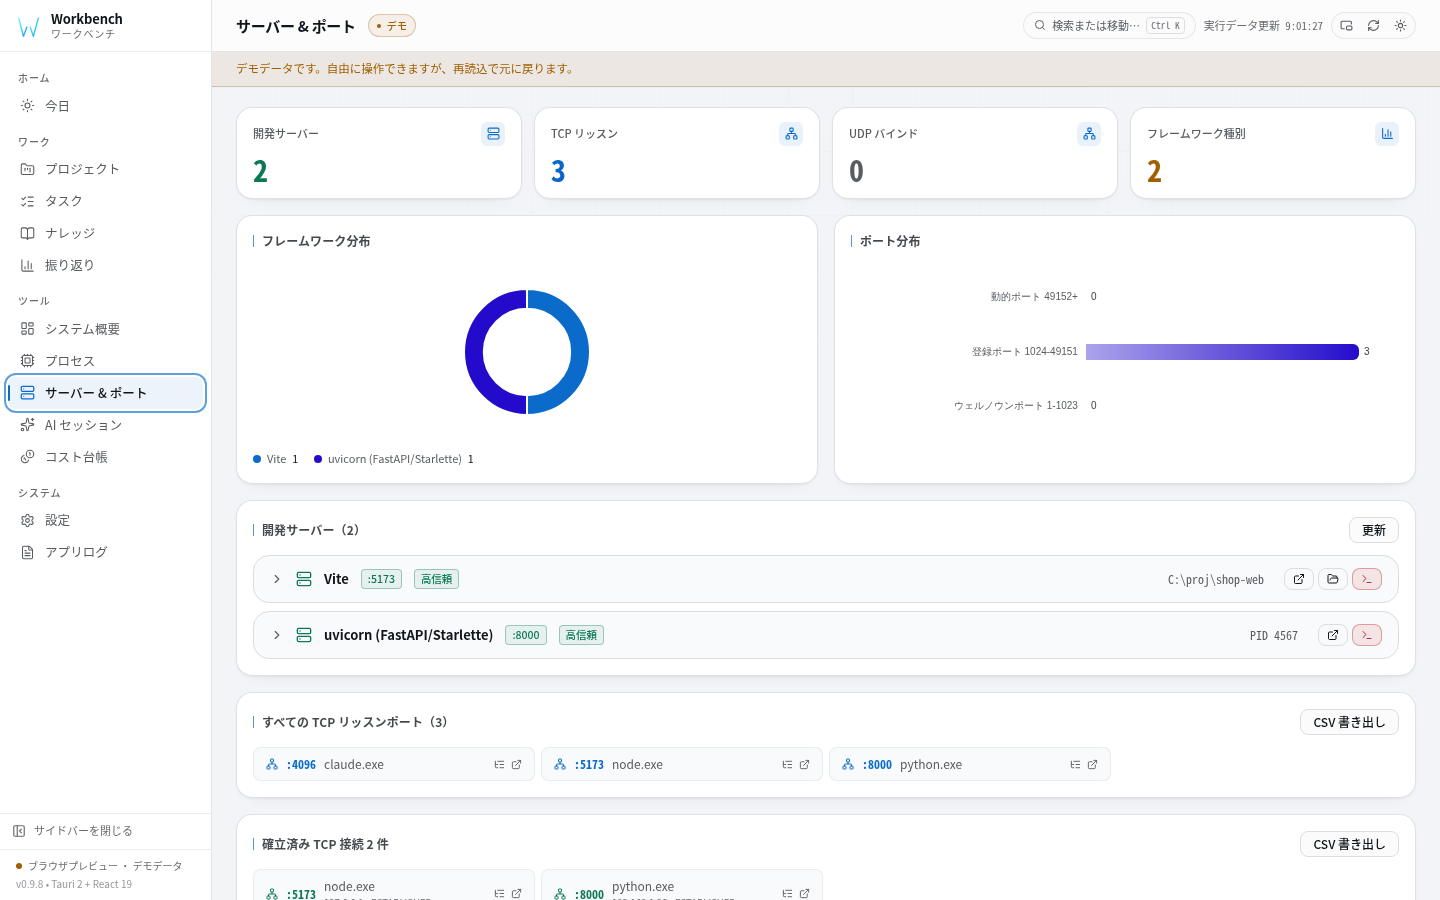 Workbench
ワークベンチ
ホーム
今日
ワーク
プロジェクト
タスク
ナレッジ
振り返り
ツール
システム概要
プロセス
サーバー & ポート
AI セッション
コスト台帳
システム
設定
アプリログ
サイドバーを閉じる
ブラウザプレビュー ・ デモデータ
v0.9.8 • Tauri 2 + React 19
サーバー & ポート
デモ
検索または移動… Ctrl K
実行データ更新 9:01:27
デモデータです。自由に操作できますが、再読込で元に戻ります。
開発サーバー
2
TCP リッスン
3
UDP バインド
0
フレームワーク種別
2
フレームワーク分布
Vite 1
uvicorn (FastAPI/Starlette) 1
ポート分布
動的ポート 49152+ 0
登録ポート 1024-49151 3
ウェルノウンポート 1-1023 0
開発サーバー（2）
更新
Vite :5173 高信頼 C:\proj\shop-web
uvicorn (FastAPI/Starlette) :8000 高信頼 PID 4567
すべての TCP リッスンポート（3）
CSV 書き出し
:4096 claude.exe
:5173 node.exe
:8000 python.exe
確立済み TCP 接続 2 件
CSV 書き出し
:5173 node.exe
:8000 python.exe